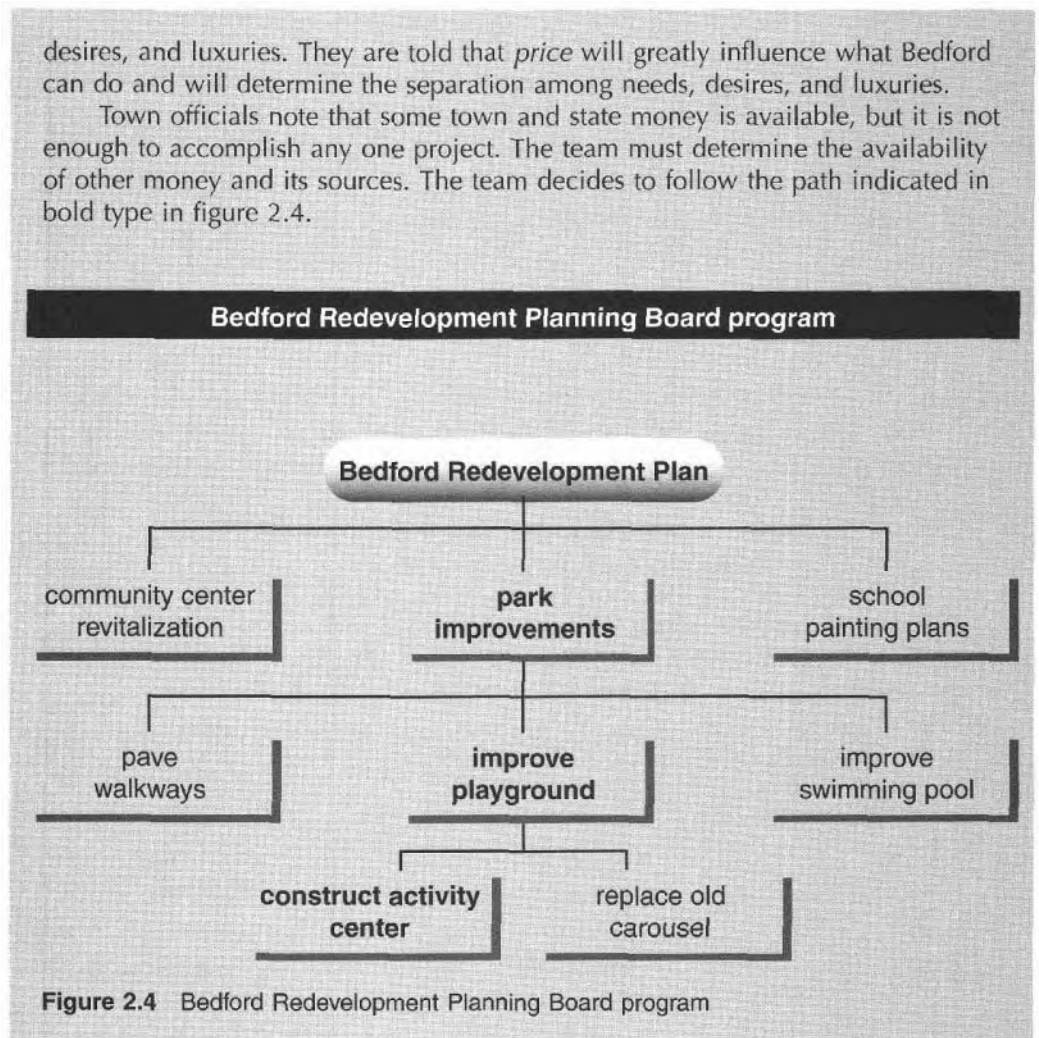 desires, and luxuries. They are told that price will greatly influence what Bedford
can do and will determine the separation among needs, desires, and luxuries.
Town officials note that some town and state money is available, but it is not
enough to accomplish any one project. The team must determine the availability
of other money and its sources. The team decides to follow the path indicated in
bold type in figure 2.4.
Bedford Redevelopment Planning Board program
Bedford Redevelopment Plan
community center
revitalization
park
improvements
school
painting plans
pave
walkways
improve
playground
improve
swimming pool
construct activity
center
replace old
carousel
Figure 2.4 Bedford Redevelopment Planning Board program